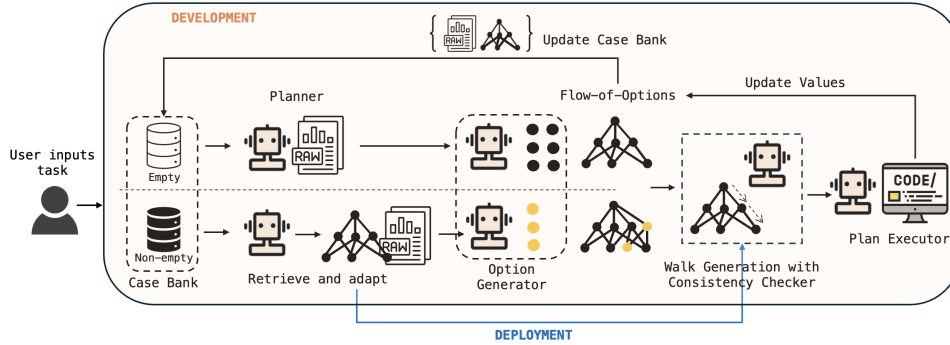 DEVELOPMENT
RAW
Update Case Bank
Update Values
Planner
Flow-of-Options
User inputs
task
Empty
RAW
CODE/
Non-empty
RAW
Case Bank
Retrieve and adapt
Option
Generator
Walk Generation with
Consistency Checker
Plan Executor
DEPLOYMENT